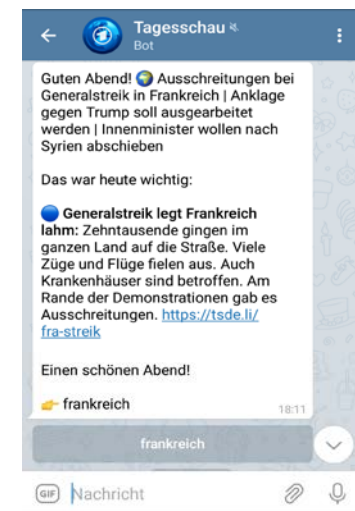 Tagesschau
Bot
Guten Abend! 🌍 Ausschreitungen bei
Generalstreik in Frankreich | Anklage
gegen Trump soll ausgearbeitet
werden | Innenminister wollen nach
Syrien abschieben
Das war heute wichtig:
🔵 Generalstreik legt Frankreich
lahm: Zehntausende gingen im
ganzen Land auf die Straße. Viele
Züge und Flüge fielen aus. Auch
Krankenhäuser sind betroffen. Am
Rande der Demonstrationen gab es
Ausschreitungen. https://tsde.li/
fra-streik
Einen schönen Abend!
👉 frankreich
18:11
frankreich
GIF Nachricht